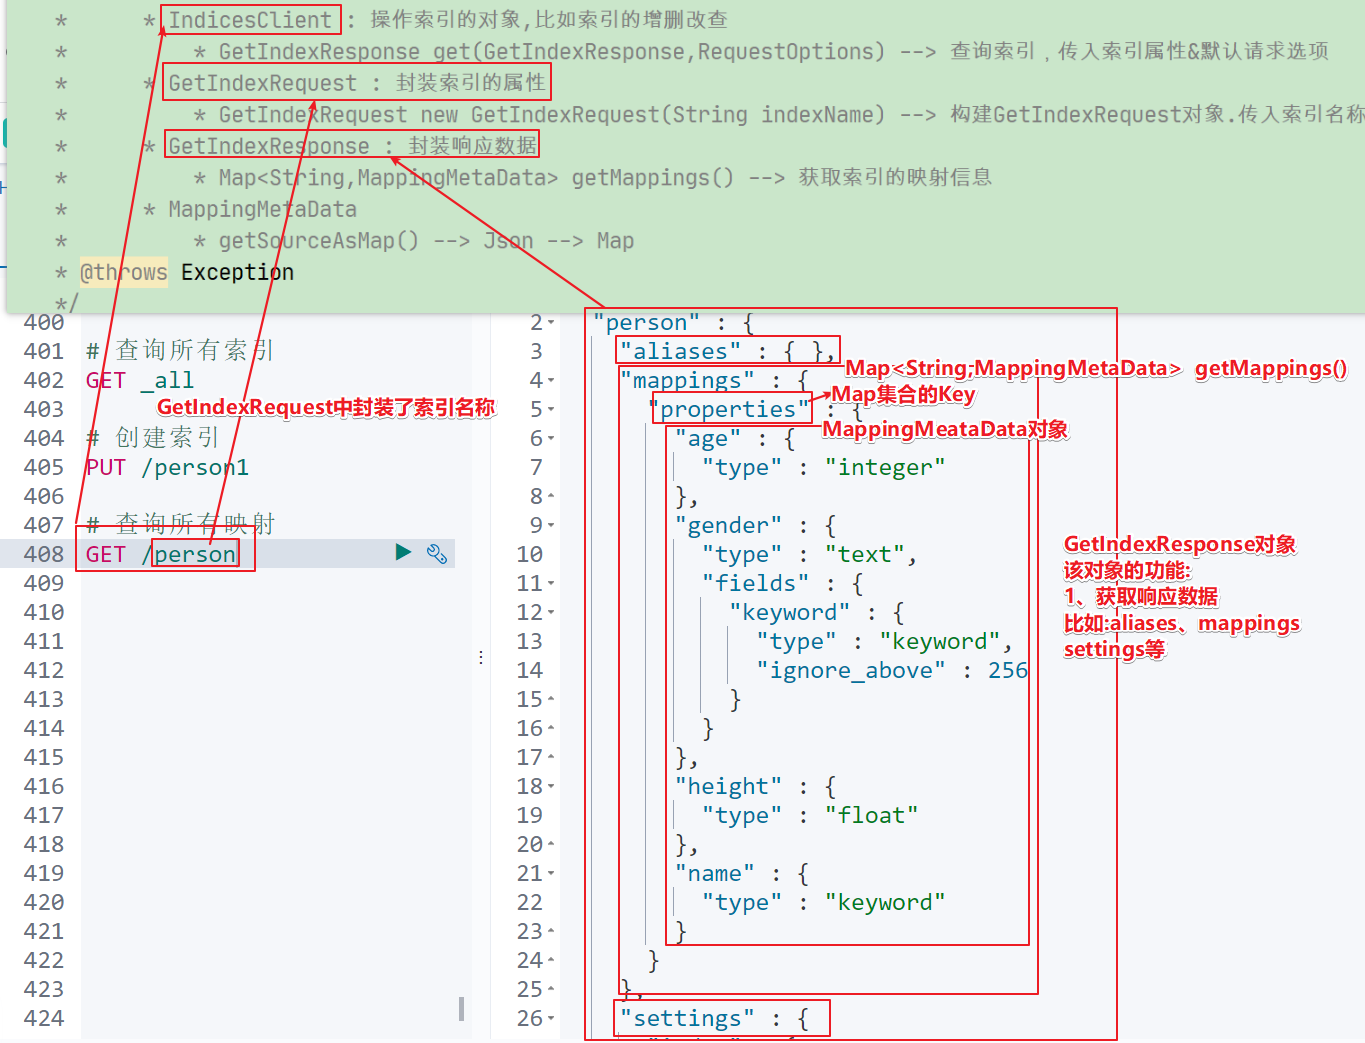 * * IndicesClient : 操作索引的对象,比如索引的增删改查
* * GetIndexResponse get(GetIndexResponse,RequestOptions) --> 查询索引，传入索引属性&默认请求选项
* * GetIndexRequest : 封装索引的属性
* * GetIndexRequest new GetIndexRequest(String indexName) --> 构建GetIndexRequest对象.传入索引名称
* * GetIndexResponse : 封装响应数据
* * Map<String,MappingMetaData> getMappings() --> 获取索引的映射信息
* * MappingMetaData
* * getSourceAsMap() --> Json --> Map
* @throws Exception
*/
400
401 # 查询所有索引
402 GET _all
403
GetIndexRequest中封装了索引名称
404 # 创建索引
405 PUT /person1
406
407 # 查询所有映射
408 GET /person
409
410
411
412
413
414
415
416
417
418
419
420
421
422
423
424
2 "person" : {
3 "aliases" : { },
4 "mappings" : {
Map<String,MappingMetaData> getMappings()
Map集合的Key
5 "properties" : {
MappingMeataData对象
6 "age" : {
7 "type" : "integer"
8 },
9 "gender" : {
10 "type" : "text",
11 "fields" : {
12 "keyword" : {
13 "type" : "keyword",
14 "ignore_above" : 256
15 }
16 }
17 },
18 "height" : {
19 "type" : "float"
20 },
21 "name" : {
22 "type" : "keyword"
23 }
24 }
25 },
26 "settings" : {
GetIndexResponse对象
该对象的功能:
1、获取响应数据
比如:aliases、mappings
settings等